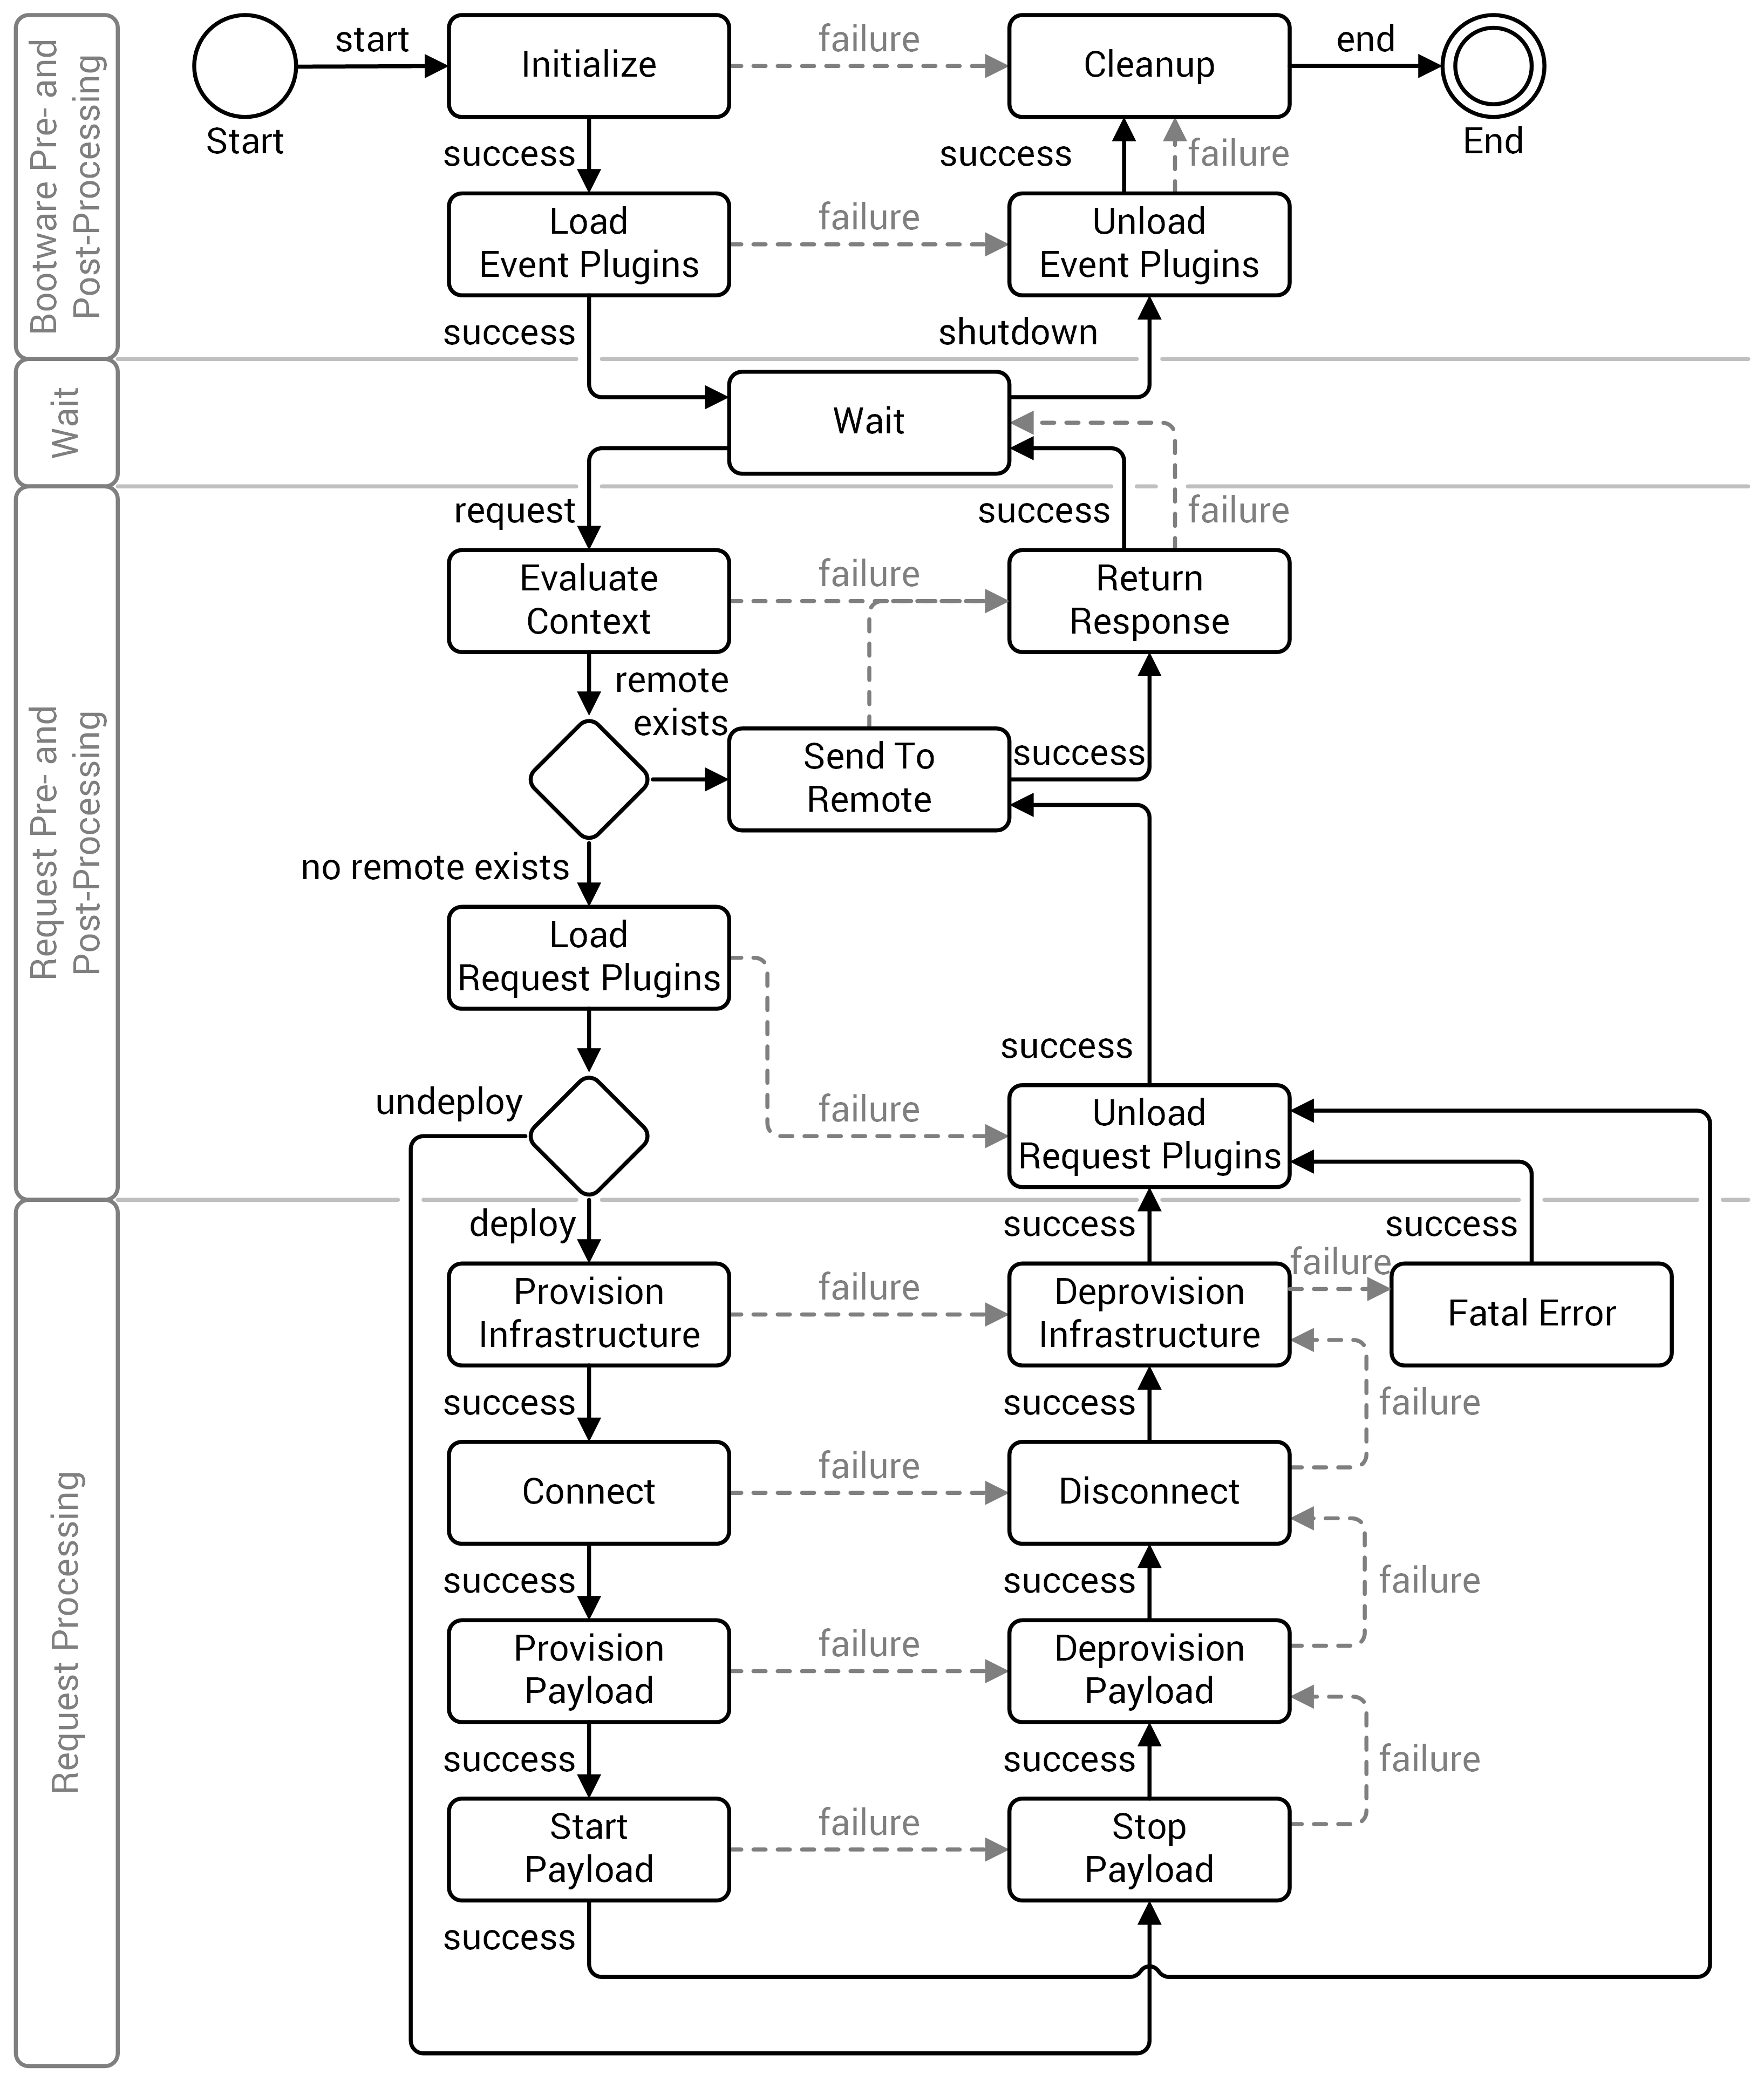 Bootware Pre- and
Post-Processing
start
Start
Initialize
failure
Cleanup
end
End
success
success
failure
Load
Event Plugins
failure
Unload
Event Plugins
success
shutdown
Wait
Wait
Request Pre- and
Post-Processing
request
success
failure
Evaluate
Context
failure
Return
Response
remote
exists
Send To
Remote
success
no remote exists
Load
Request Plugins
success
undeploy
failure
Unload
Request Plugins
Request Processing
deploy
success
success
failure
Provision
Infrastructure
failure
Deprovision
Infrastructure
Fatal Error
success
success
failure
Connect
failure
Disconnect
success
success
failure
Provision
Payload
failure
Deprovision
Payload
success
success
failure
Start
Payload
failure
Stop
Payload
success